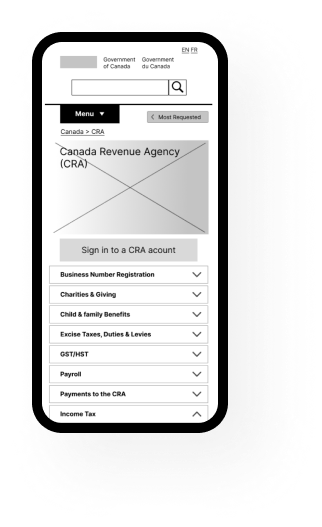 EN FR
Government Government
of Canada du Canada
Menu
Most Requested
Canada > CRA
Canada Revenue Agency
(CRA)
Sign in to a CRA acount
Business Number Registration
Charities & Giving
Child & family Benefits
Excise Taxes, Duties & Levies
GST/HST
Payroll
Payments to the CRA
Income Tax